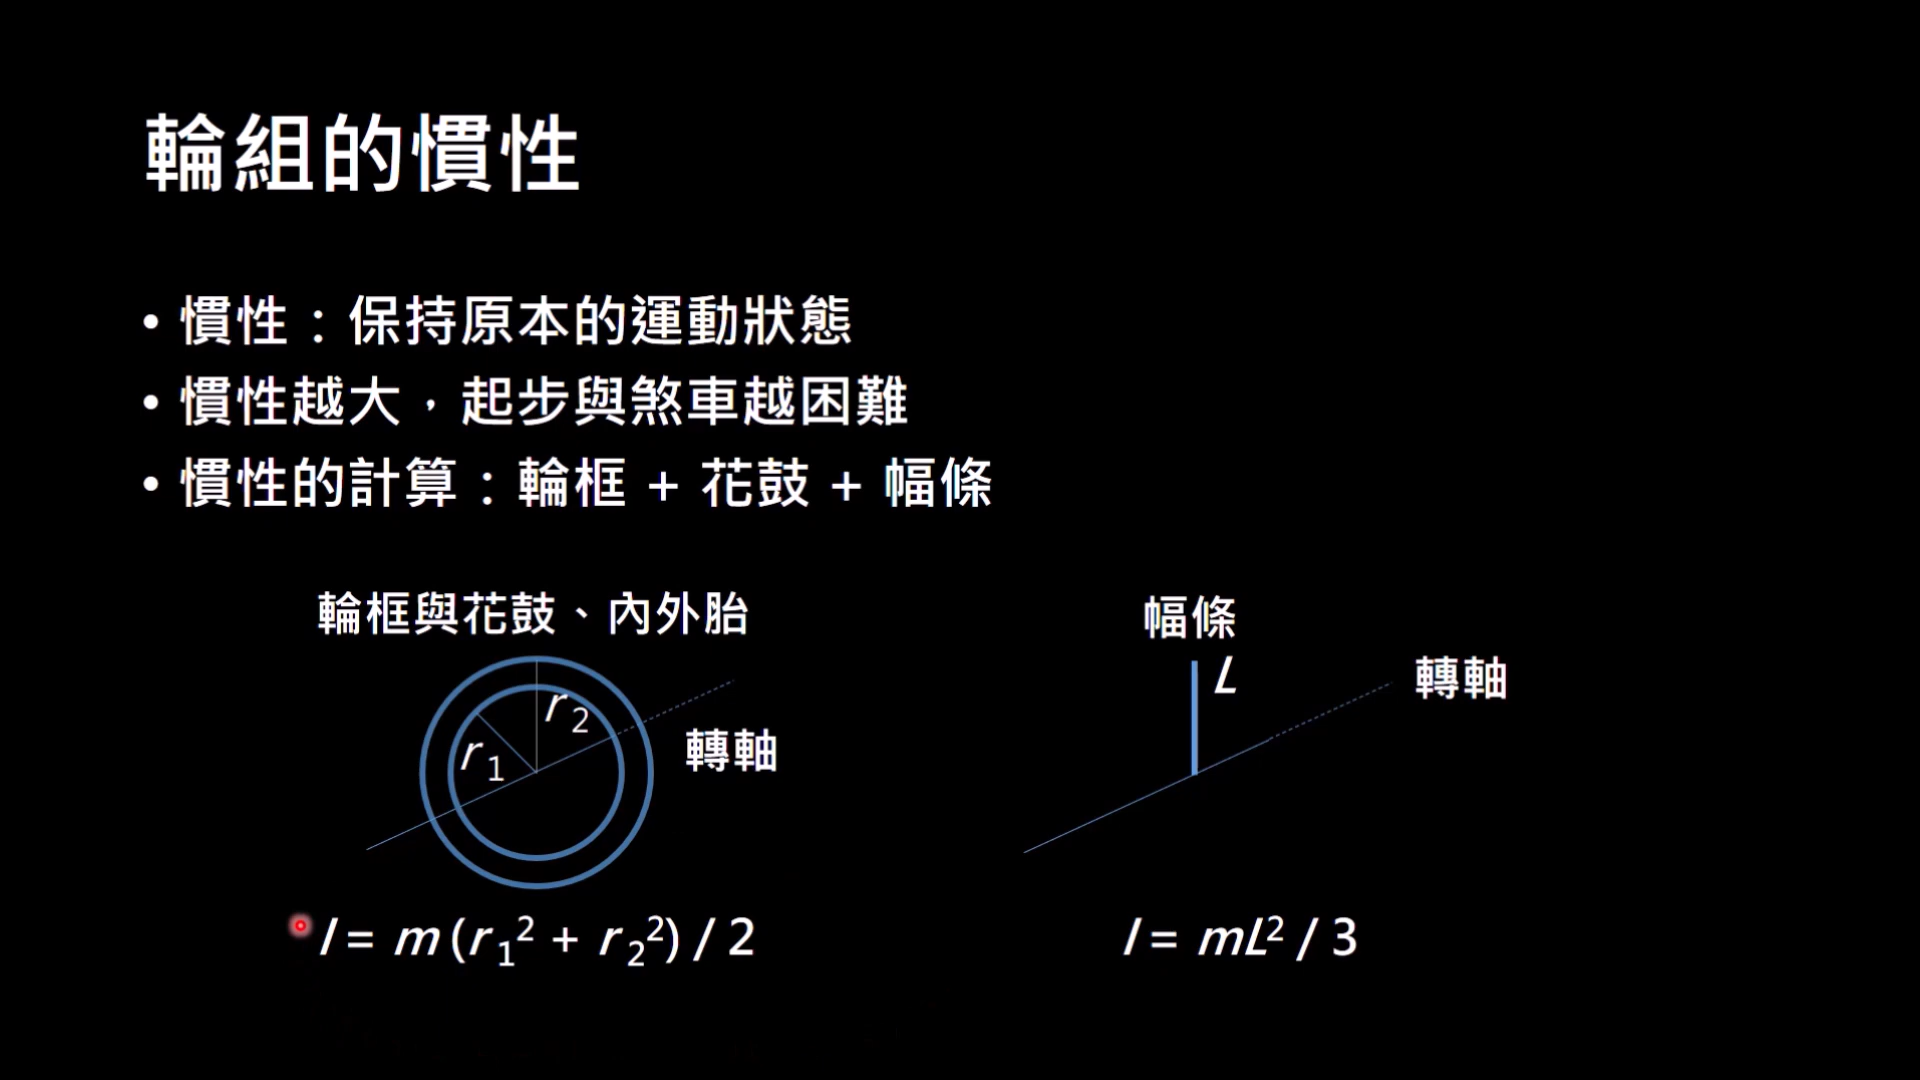 輪組的慣性
• 慣性：保持原本的運動狀態
• 慣性越大，起步與煞車越困難
• 慣性的計算：輪框 + 花鼓 + 幅條
輪框與花鼓、內外胎
r₂
r₁
轉軸
I = m (r₁² + r₂²) / 2
幅條
L
轉軸
I = mL² / 3